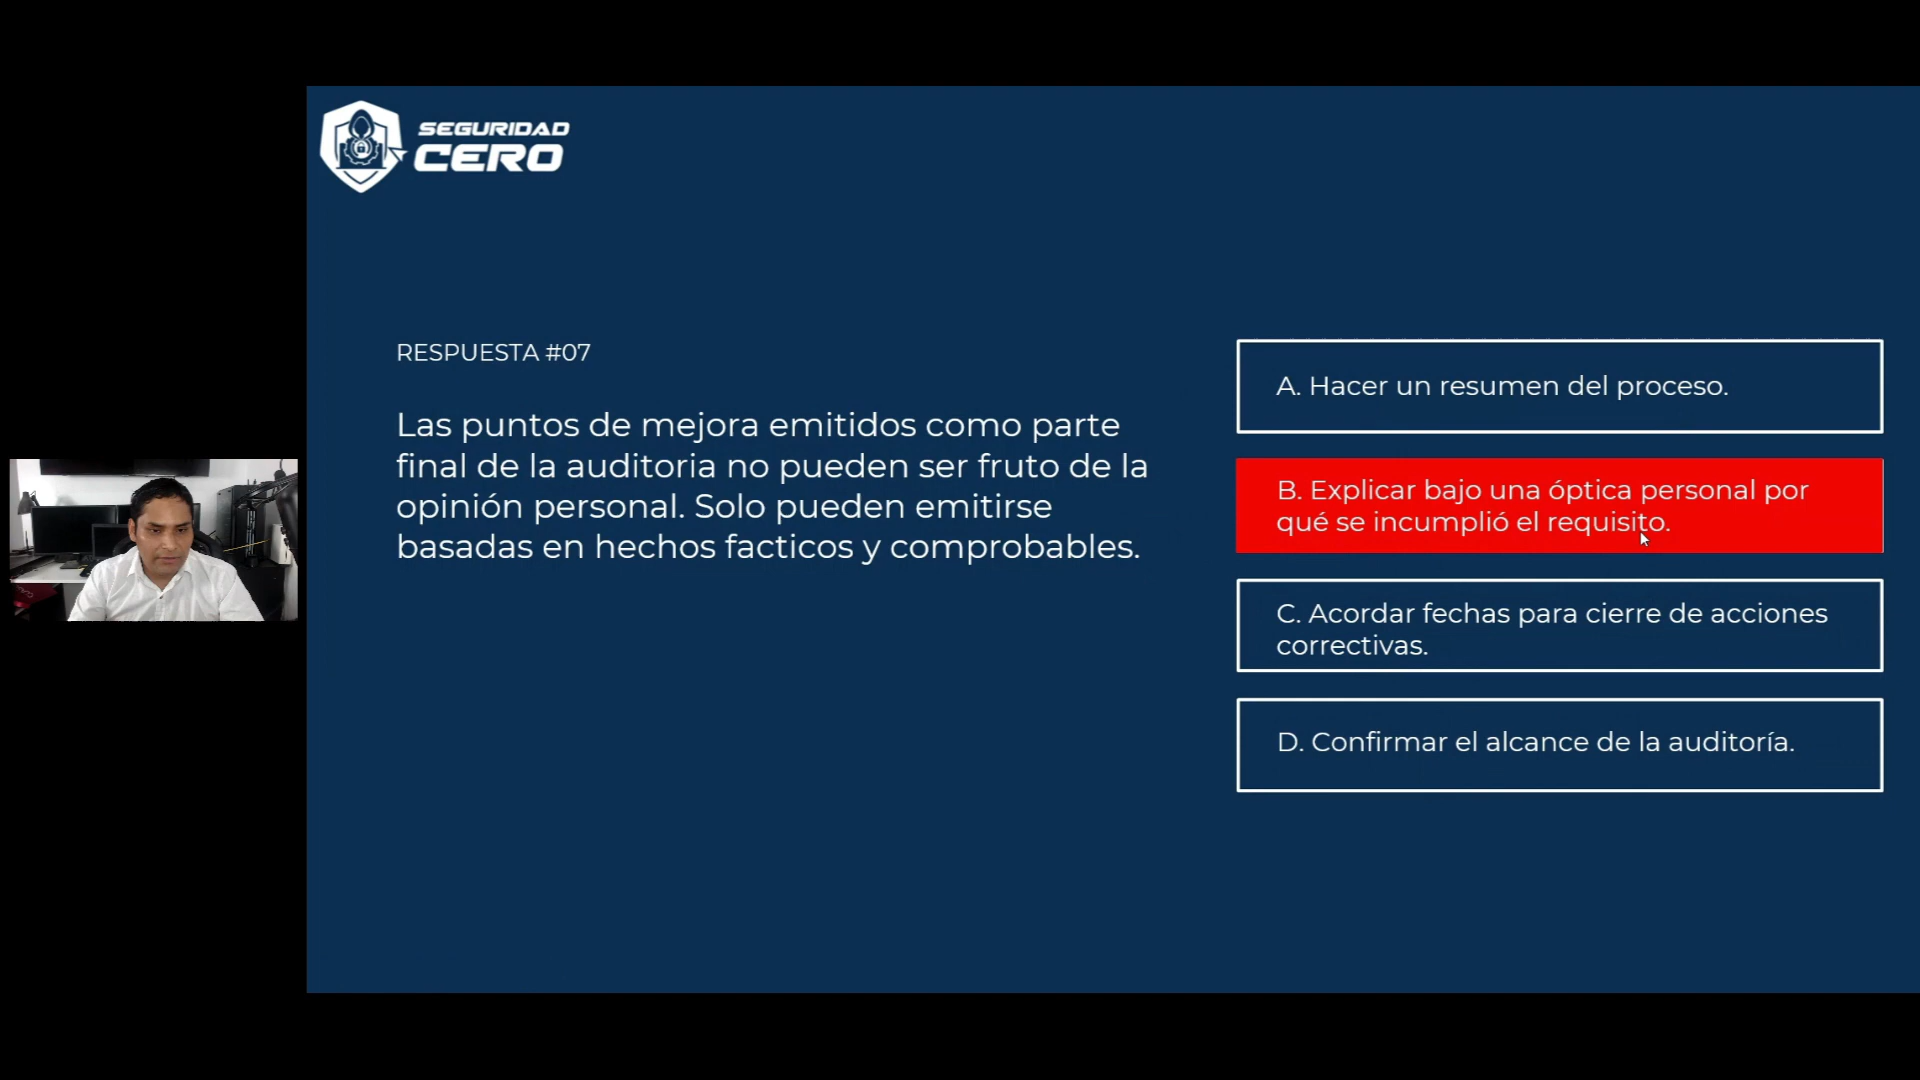 SEGURIDAD
CERO
RESPUESTA #07
Las puntos de mejora emitidos como parte
final de la auditoria no pueden ser fruto de la
opinión personal. Solo pueden emitirse
basadas en hechos facticos y comprobables.
A. Hacer un resumen del proceso.
B. Explicar bajo una óptica personal por
qué se incumplió el requisito.
C. Acordar fechas para cierre de acciones
correctivas.
D. Confirmar el alcance de la auditoría.